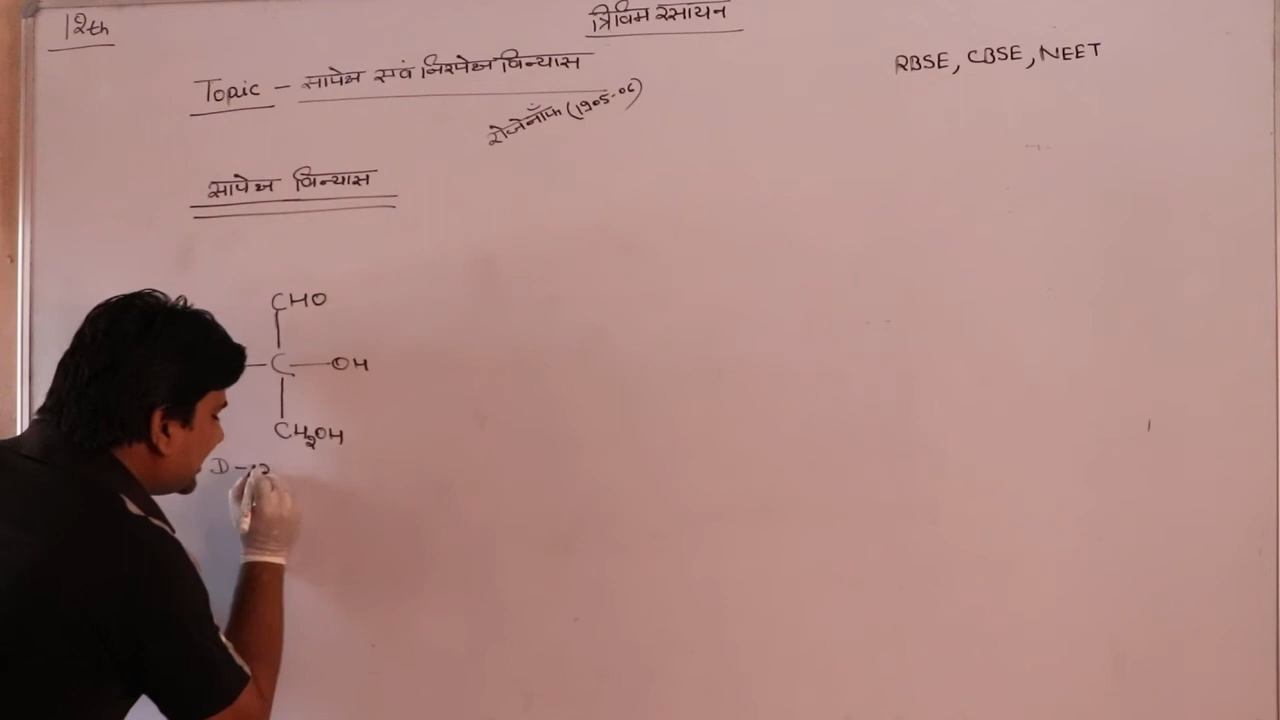 12th
त्रिविम रसायन
RBSE, CBSE, NEET
Topic - सापेक्ष एवं निरपेक्ष विन्यास
रोजेनॉफ (1905-06)
सापेक्ष विन्यास
CHO
C OH
CH2OH
D -